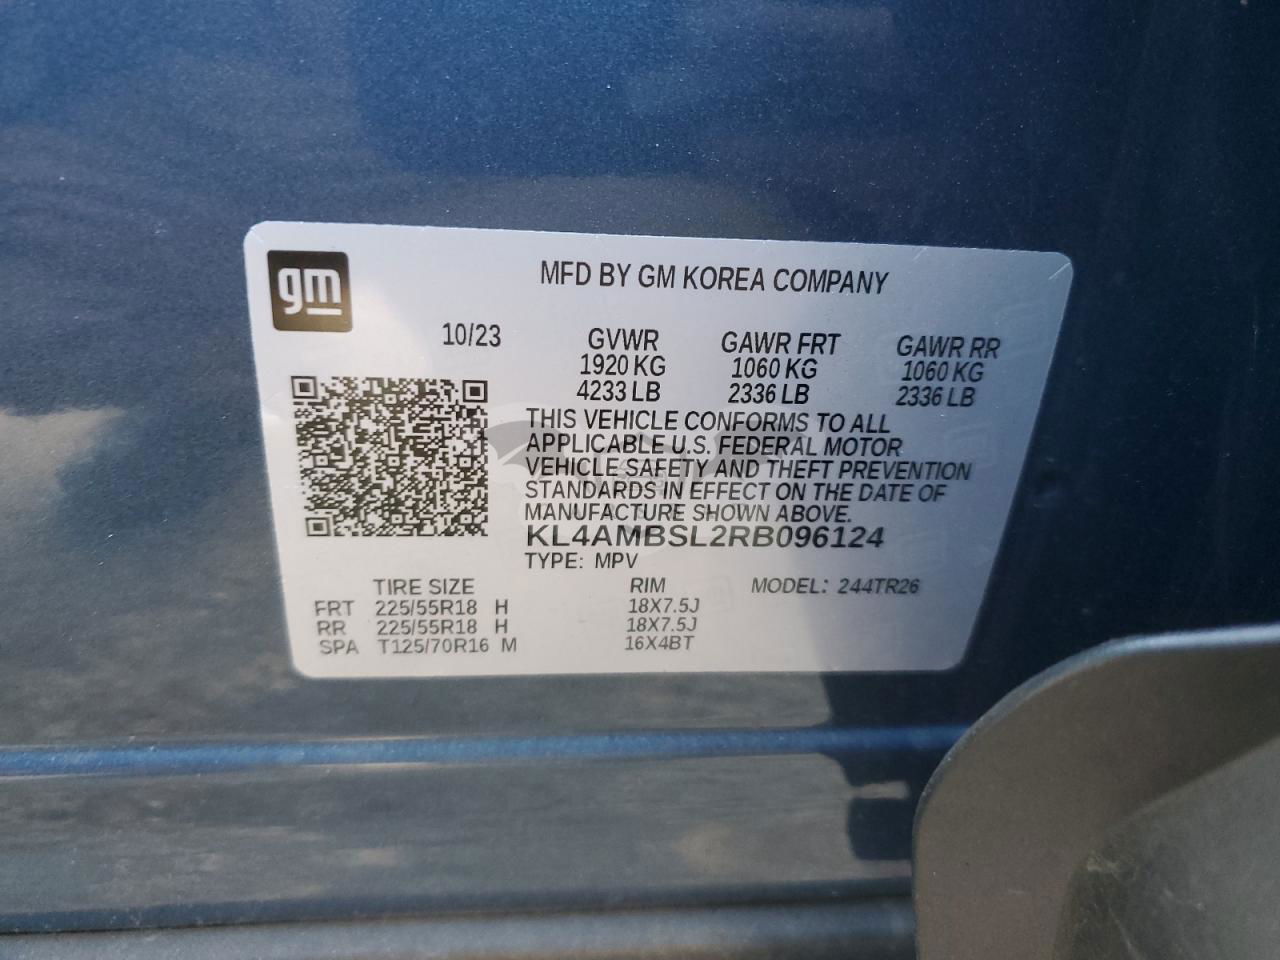 gm
MFD BY GM KOREA COMPANY
10/23 GVWR GAWR FRT GAWR RR
1920 KG 1060 KG 1060 KG
4233 LB 2336 LB 2336 LB
THIS VEHICLE CONFORMS TO ALL
APPLICABLE U.S. FEDERAL MOTOR
VEHICLE SAFETY AND THEFT PREVENTION
STANDARDS IN EFFECT ON THE DATE OF
MANUFACTURE SHOWN ABOVE.
KL4AMBSL2RB096124
TYPE: MPV
TIRE SIZE RIM MODEL: 244TR26
FRT 225/55R18 H 18X7.5J
RR 225/55R18 H 18X7.5J
SPA T125/70R16 M 16X4BT